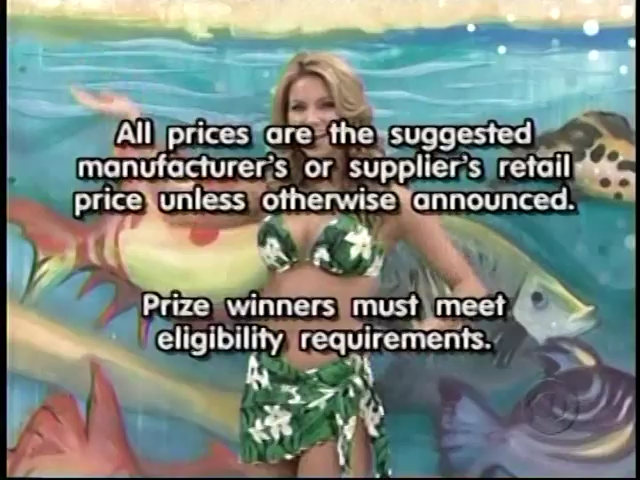 All prices are the suggested
manufacturer's or supplier's retail
price unless otherwise announced.
Prize winners must meet
eligibility requirements.